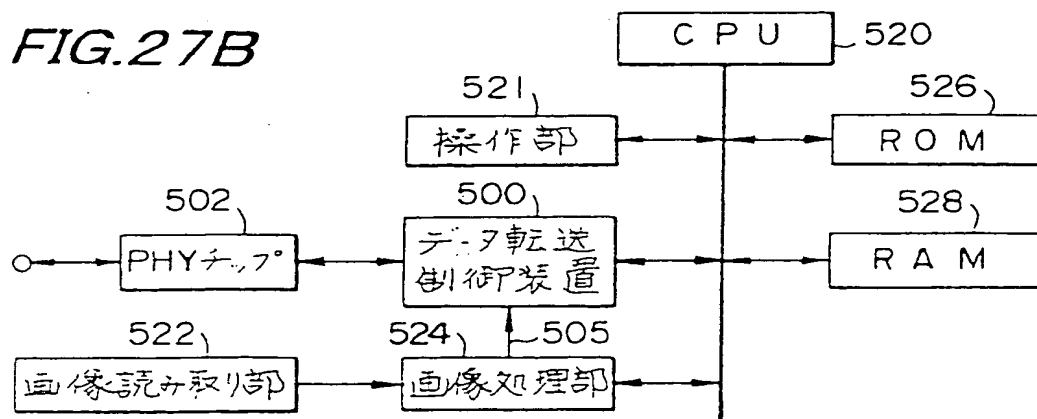 FIG.27B
CPU
520
521
操作部
526
ROM
502
PHYチップ
500
データ転送
制御装置
528
RAM
522
画像読み取り部
524
画像処理部
505